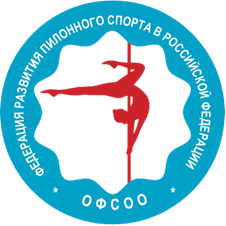 ФЕДЕРАЦИЯ РАЗВИТИЯ ПИЛОННОГО СПОРТА В РОССИЙСКОЙ ФЕДЕРАЦИИ
* ОФСОО *